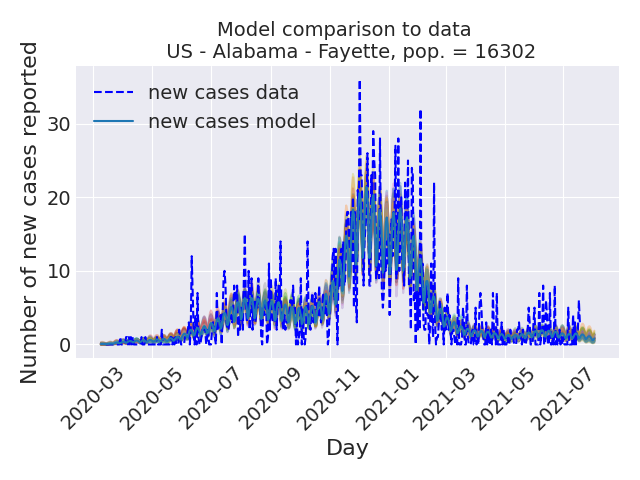 Model comparison to data
US - Alabama - Fayette, pop. = 16302
new cases data
new cases model
Number of new cases reported
30
20
10
0
2020-03
2020-05
2020-07
2020-09
2020-11
2021-01
2021-03
2021-05
2021-07
Day